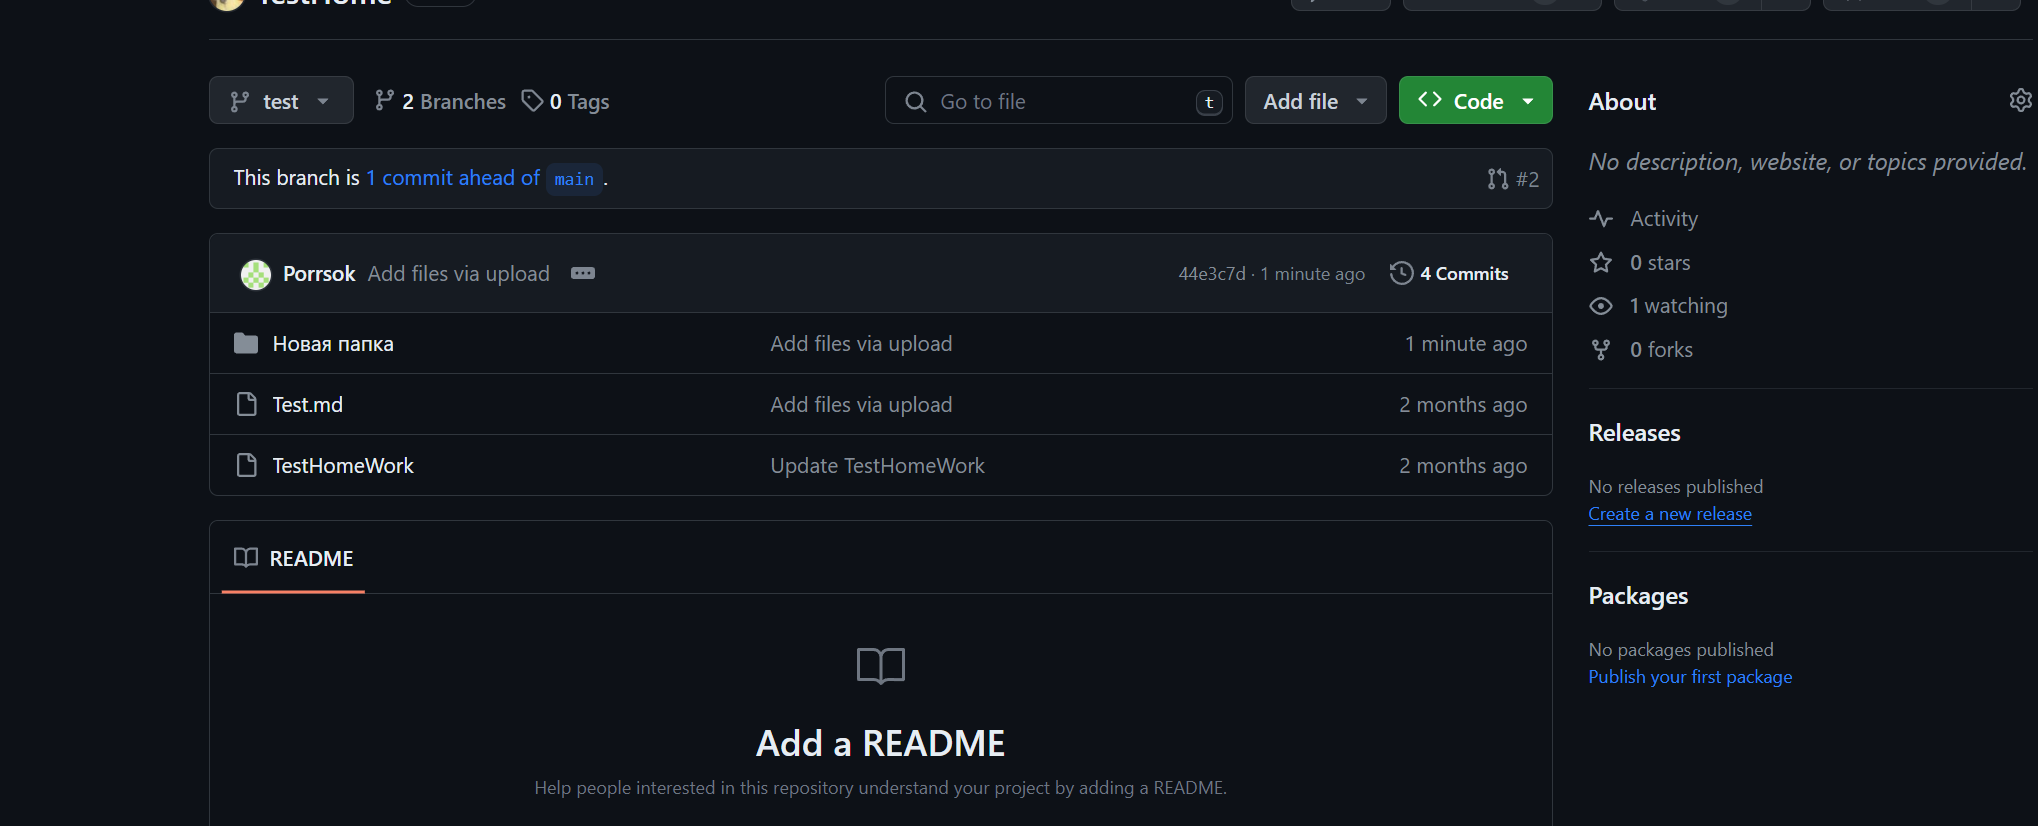 TestHome
test
2 Branches
0 Tags
Go to file
t
Add file
Code
This branch is 1 commit ahead of main .
#2
Porrsok Add files via upload
44e3c7d · 1 minute ago
4 Commits
Новая папка
Add files via upload
1 minute ago
Test.md
Add files via upload
2 months ago
TestHomeWork
Update TestHomeWork
2 months ago
README
Add a README
Help people interested in this repository understand your project by adding a README.
About
No description, website, or topics provided.
Activity
0 stars
1 watching
0 forks
Releases
No releases published
Create a new release
Packages
No packages published
Publish your first package